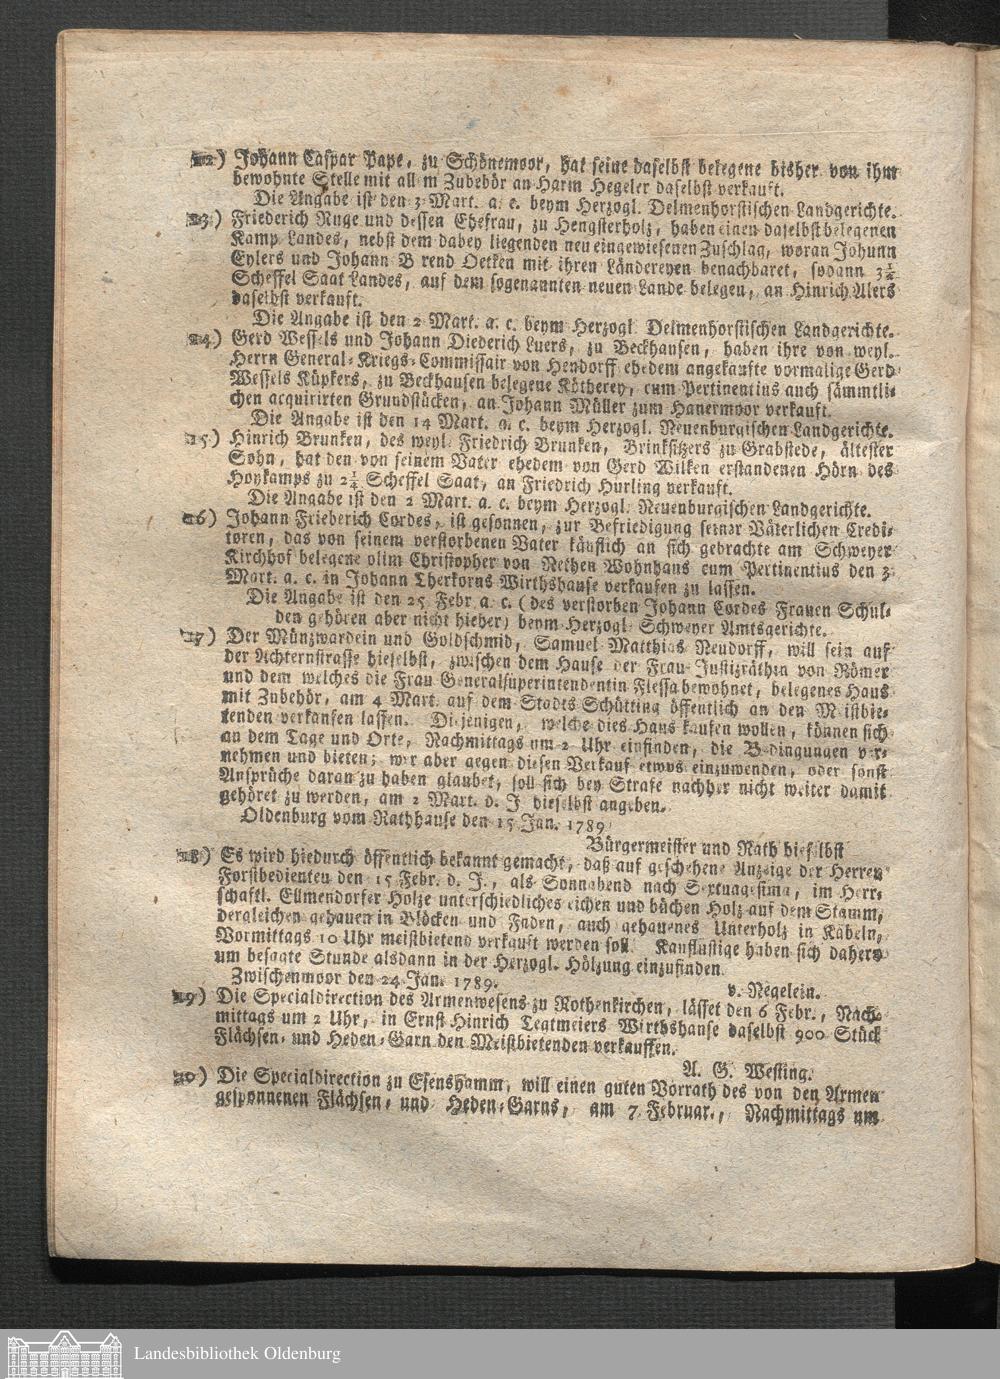 12) Johann Caspar Pape, zu Schönemoor, hat seine daselbst belegene bisher von ihm
bewohnte Stelle mit all m Zubehör an Harm Hegeler daselbst verkauft.
Die Angabe ist den 3 Mart. a. c. beym Herzogl. Delmenhorstischen Landgerichte.
13) Friederich Ruge und dessen Ehefrau, zu Hengsterholz, haben einen daselbst belegenen
Kamp Landes, nebst dem dabey liegenden neu eingewiesenen Zuschlag, woran Johann
Eylers und Johann B rend Oetken mit ihren Ländereyen benachbaret, sodann 3½
Scheffel Saat Landes, auf dem sogenannten neuen Lande belegen, an Hinrich Alers
daselbst verkauft.
Die Angabe ist den 2 Mart. a. c. beym Herzogl Delmenhorstischen Landgerichte.
14) Gerd Wessels und Johann Diederich Luers, zu Beckhausen, haben ihre von weyl.
Herrn General-Kriegs-Commissair von Hendorff ehedem angekaufte vormalige Gerd
Wessels Küpkers, zu Beckhausen belegene Kötherey, cum Pertinentius auch sämmtli-
chen acquirirten Grundstücken, an Johann Müller zum Hanermoor verkauft.
Die Angabe ist den 14 Mart. a. c. beym Herzogl. Neuenburgischen Landgerichte.
15) Hinrich Brunken, des weyl. Friedrich Brunken, Brinksitzers zu Grabstede, ältester
Sohn, hat den von seinem Vater ehedem von Gerd Wilken erstandenen Hörn des
Hoykamps zu 2¼ Scheffel Saat, an Friedrich Hurling verkauft.
Die Angabe ist den 2 Mart. a. c. beym Herzogl. Neuenburgischen Landgerichte.
16) Johann Frieberich Cordes, ist gesonnen, zur Befriedigung seiner Väterlichen Credi-
toren, das von seinem verstorbenen Vater käuflich an sich gebrachte am Schweyer
Kirchhof belegene olim Christopher von Nethen Wohnhaus cum Pertinentius den 3
Mart. a. c. in Johann Therkorns Wirthshause verkaufen zu lassen.
Die Angabe ist den 25 Febr a. c. (des verstorben Johann Cordes Frauen Schul-
den gehören aber nicht hieher) beym Herzogl. Schweyer Amtsgerichte.
17) Der Münzwardein und Goldschmid, Samuel Matthias Neudorff, will sein auf
der Achternstrasse hieselbst, zwischen dem Hause der Frau Justizräthin von Römer
und dem welches die Frau Generalsuperintendentin Flessa bewohnet, belegenes Haus
mit Zubehör, am 4 Mart. auf dem Stadts Schütting öffentlich an den M istbie-
tenden verkaufen lassen. Diejenigen, welche dies Haus kaufen wollen, können sich
an dem Tage und Orte, Nachmittags um 2 Uhr einfinden, die Bedingungen ver-
nehmen und bieten; wer aber gegen diesen Verkauf etwas einzuwenden, oder sonst
Ansprüche daran zu haben glaubet, soll sich bey Strafe nachher nicht weiter damit
gehöret zu werden, am 2 Mart. d. J dieselbst angeben.
Oldenburg vom Rathhause den 15 Jan. 1789
Bürgermeister und Rath hieselbst
18) Es wird hiedurch öffentlich bekannt gemacht, daß auf geschehene Anzeige der Herren
Forstbedienten den 15 Febr. d. J., als Sonnabend nach Septuagesima, im Herr-
schaftl. Ellmendorfer Holze unterschiedliches eichen und büchen Holz auf dem Stamm,
dergleichen gehauen in Blöcken und Faden, auch gehauenes Unterholz in Kabeln,
Vormittags 10 Uhr meistbietend verkauft werden soll. Kauflustige haben sich dahero
um besagte Stunde alsdann in der Herzogl. Hölzung einzufinden.
Zwischenmoor den 24 Jan. 1789.
v. Negelein.
19) Die Specialdirection des Armenwesens zu Rothenkirchen, lässet den 6 Febr., Nach-
mittags um 2 Uhr, in Ernst Hinrich Tegtmeiers Wirthshause daselbst 900 Stück
Flächsen- und Heden-Garn den Meistbietenden verkauffen.
A. G. Westing.
20) Die Specialdirection zu Esenshamm, will einen guten Vorrath des von den Armen
gesponnenen Flächsen- und Heden-Garns, am 7 Februar., Nachmittags um
Landesbibliothek Oldenburg